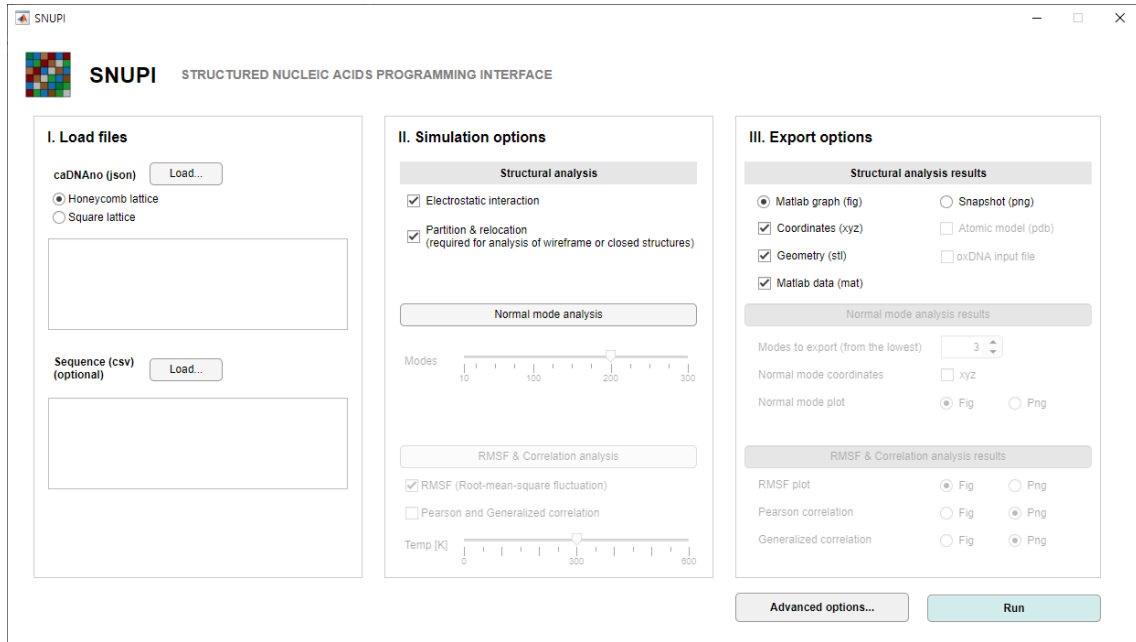 SNUPI
SNUPI STRUCTURED NUCLEIC ACIDS PROGRAMMING INTERFACE
I. Load files
caDNAno (json) Load...
Honeycomb lattice
Square lattice
Sequence (csv)
(optional)
Load...
II. Simulation options
Structural analysis
Electrostatic interaction
Partition & relocation
(required for analysis of wireframe or closed structures)
Normal mode analysis
Modes
10 100 200 300
RMSF & Correlation analysis
RMSF (Root-mean-square fluctuation)
Pearson and Generalized correlation
Temp [K]
0 300 600
III. Export options
Structural analysis results
Matlab graph (fig) Snapshot (png)
Coordinates (xyz) Atomic model (pdb)
Geometry (stl) oxDNA input file
Matlab data (mat)
Normal mode analysis results
Modes to export (from the lowest) 3
Normal mode coordinates xyz
Normal mode plot Fig Png
RMSF & Correlation analysis results
RMSF plot Fig Png
Pearson correlation Fig Png
Generalized correlation Fig Png
Advanced options... Run